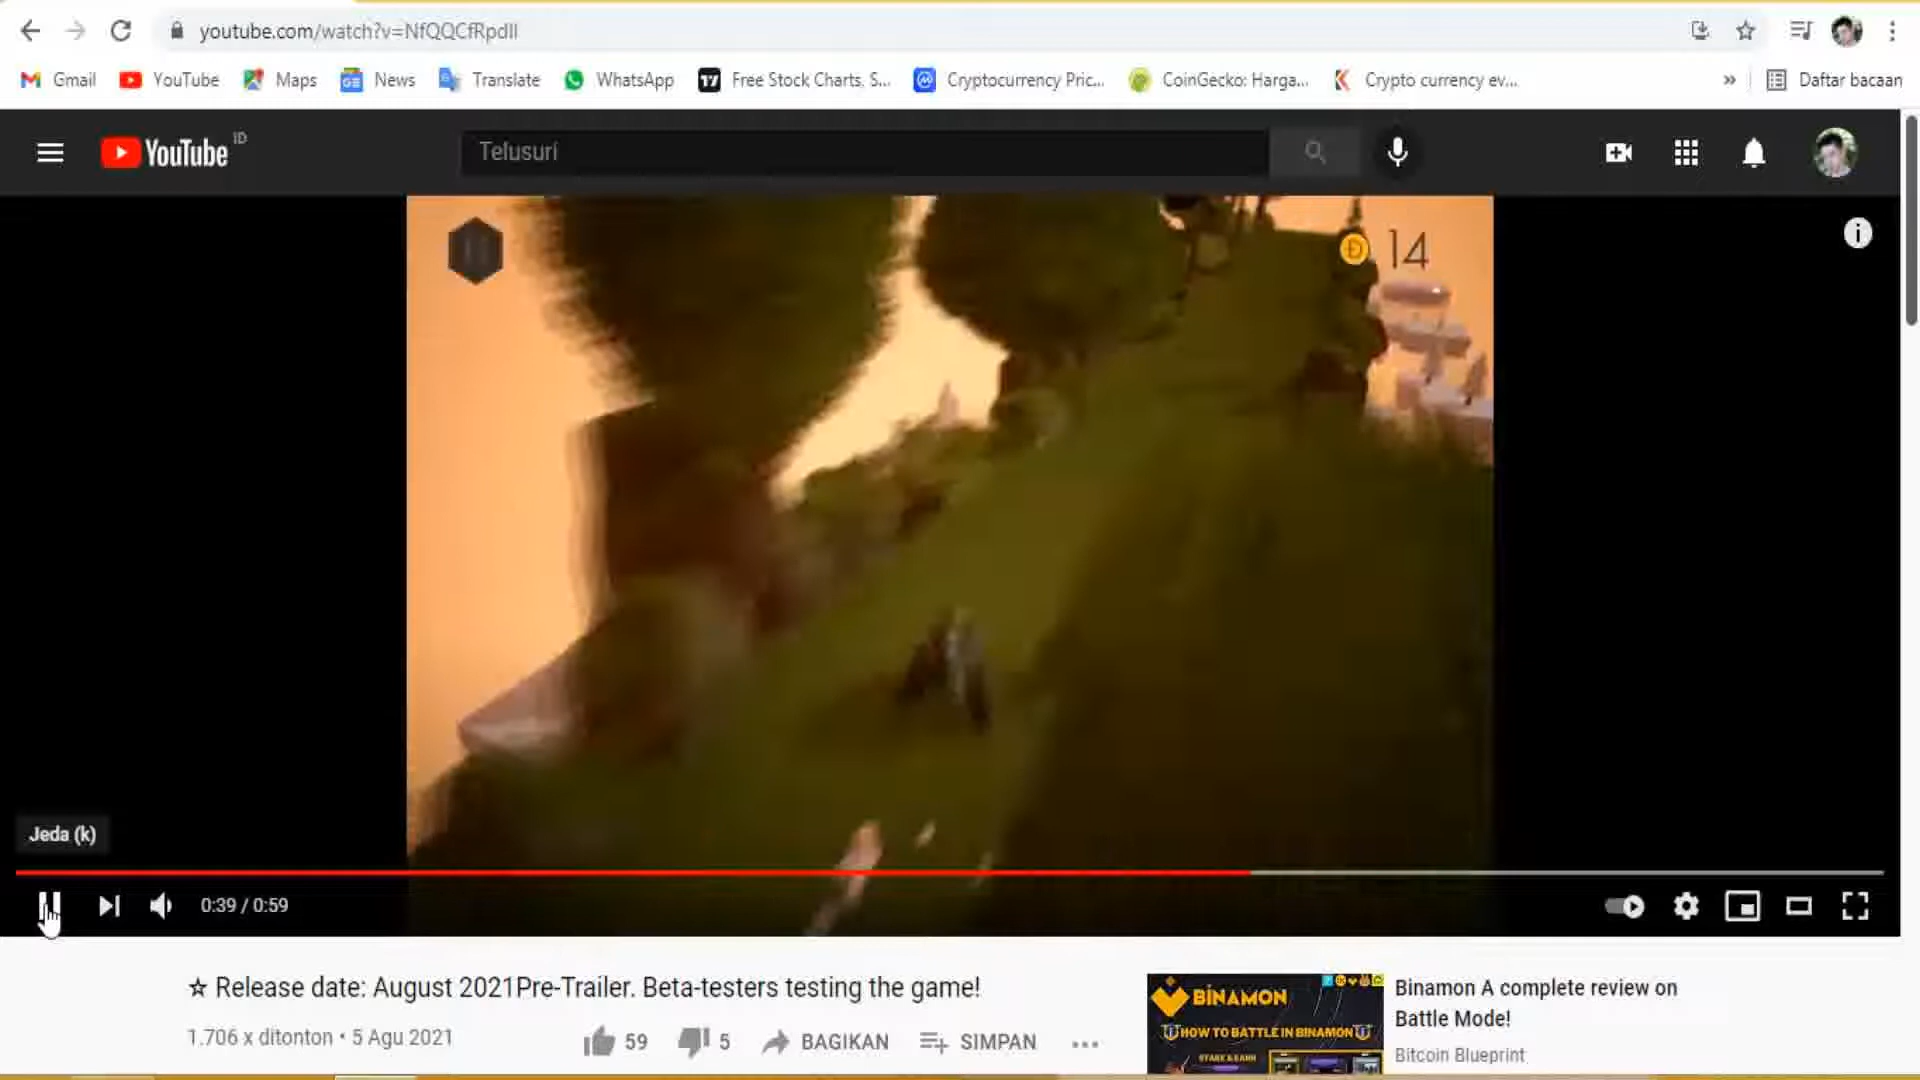 youtube.com/watch?v=NfQQCfRpdII
Gmail
YouTube
Maps
News
Translate
WhatsApp
Free Stock Charts, S...
Cryptocurrency Pric...
CoinGecko: Harga...
Crypto currency ev...
»
Daftar bacaan
YouTube ID
Telusuri
14
Jeda (k)
0:39 / 0:59
☆ Release date: August 2021Pre-Trailer. Beta-testers testing the game!
1.706 x ditonton • 5 Agu 2021
59
5
BAGIKAN
SIMPAN
BINAMON
HOW TO BATTLE IN BINAMON
STAKE & EARN
Binamon A complete review on
Battle Mode!
Bitcoin Blueprint